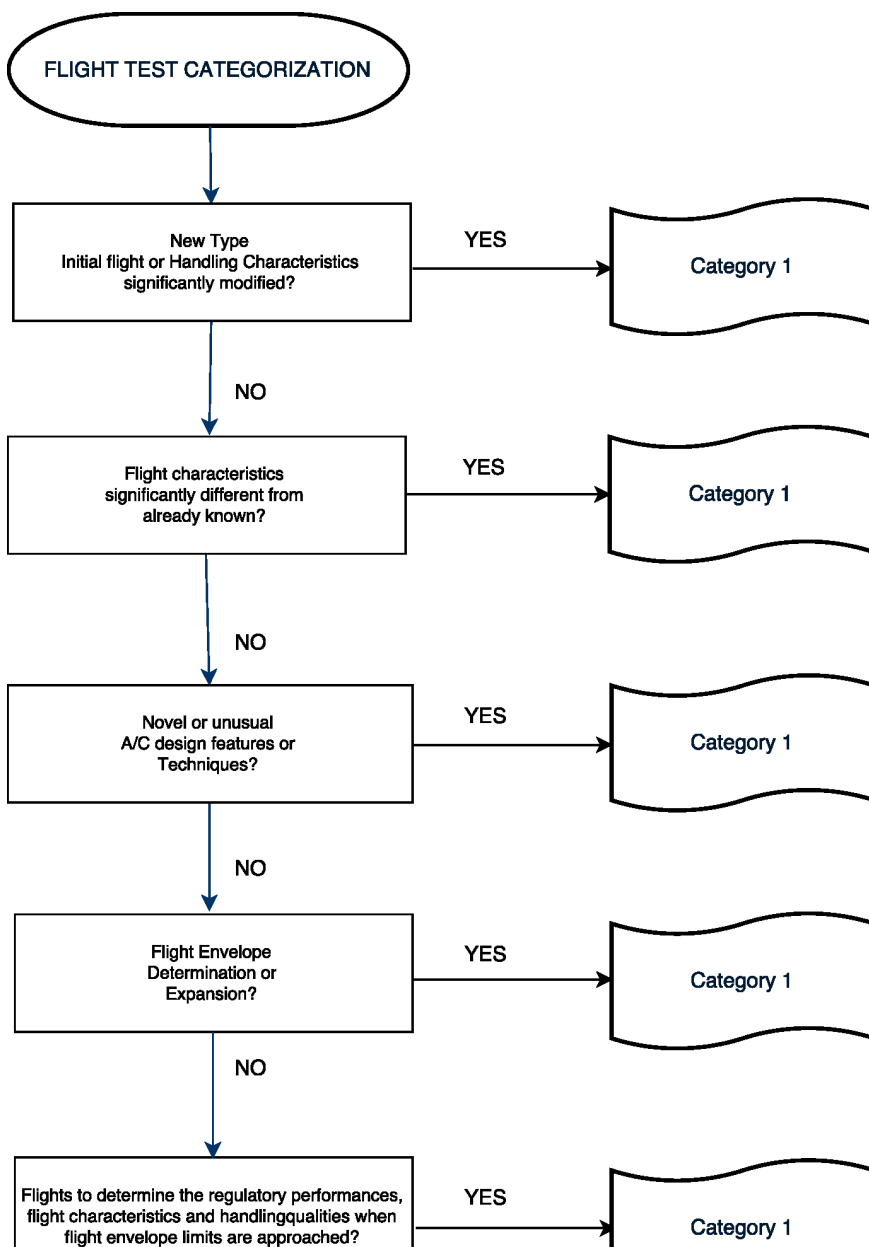 FLIGHT TEST CATEGORIZATION
New Type
Initial flight or Handling Characteristics
significantly modified?
YES
Category 1
NO
Flight characteristics
significantly different from
already known?
YES
Category 1
NO
Novel or unusual
A/C design features or
Techniques?
YES
Category 1
NO
Flight Envelope
Determination or
Expansion?
YES
Category 1
NO
Flights to determine the regulatory performances,
flight characteristics and handlingqualities when
flight envelope limits are approached?
YES
Category 1